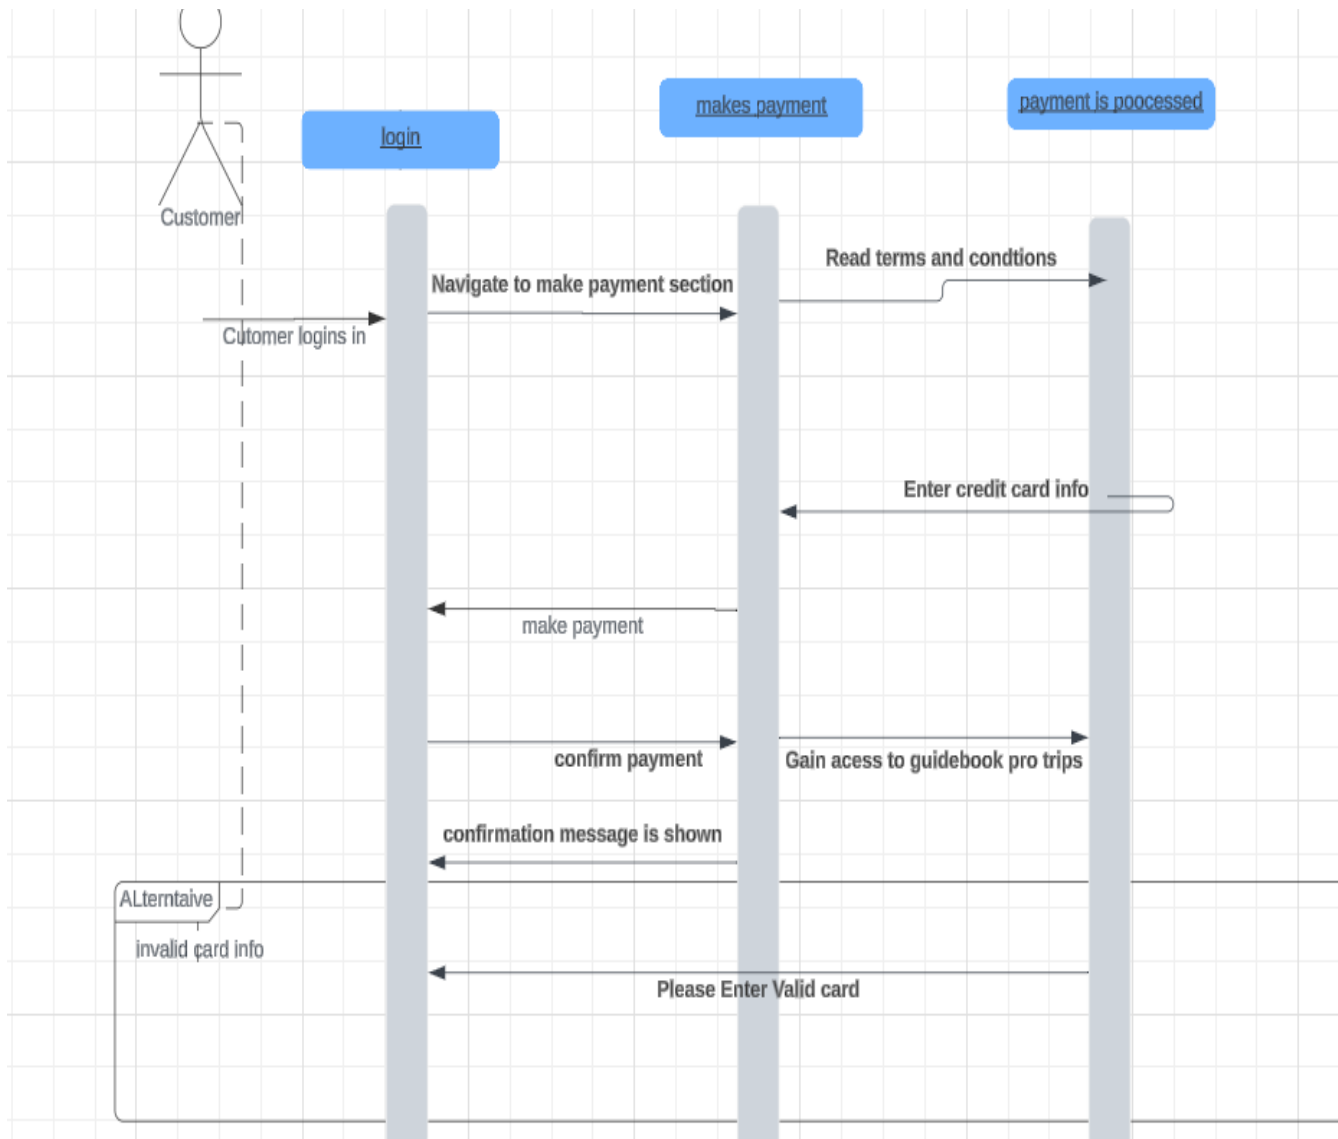 makes payment
payment is poocessed
login
Customer
Read terms and condtions
Navigate to make payment section
Cutomer logins in
Enter credit card info
make payment
confirm payment
Gain acess to guidebook pro trips
confirmation message is shown
ALterntaive
invalid card info
Please Enter Valid card